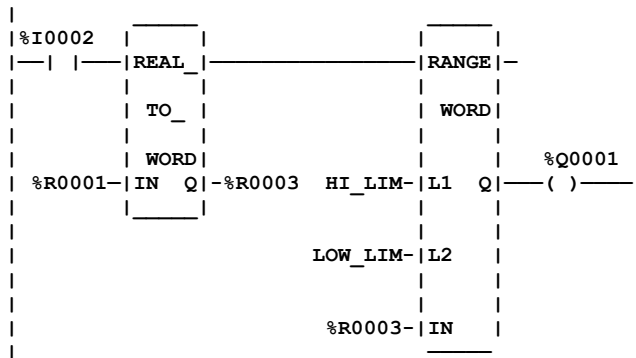 %I0002
REAL_ RANGE
TO_ WORD
WORD %Q0001
%R0001 IN Q %R0003 HI_LIM L1 Q ( )
LOW_LIM L2
%R0003 IN